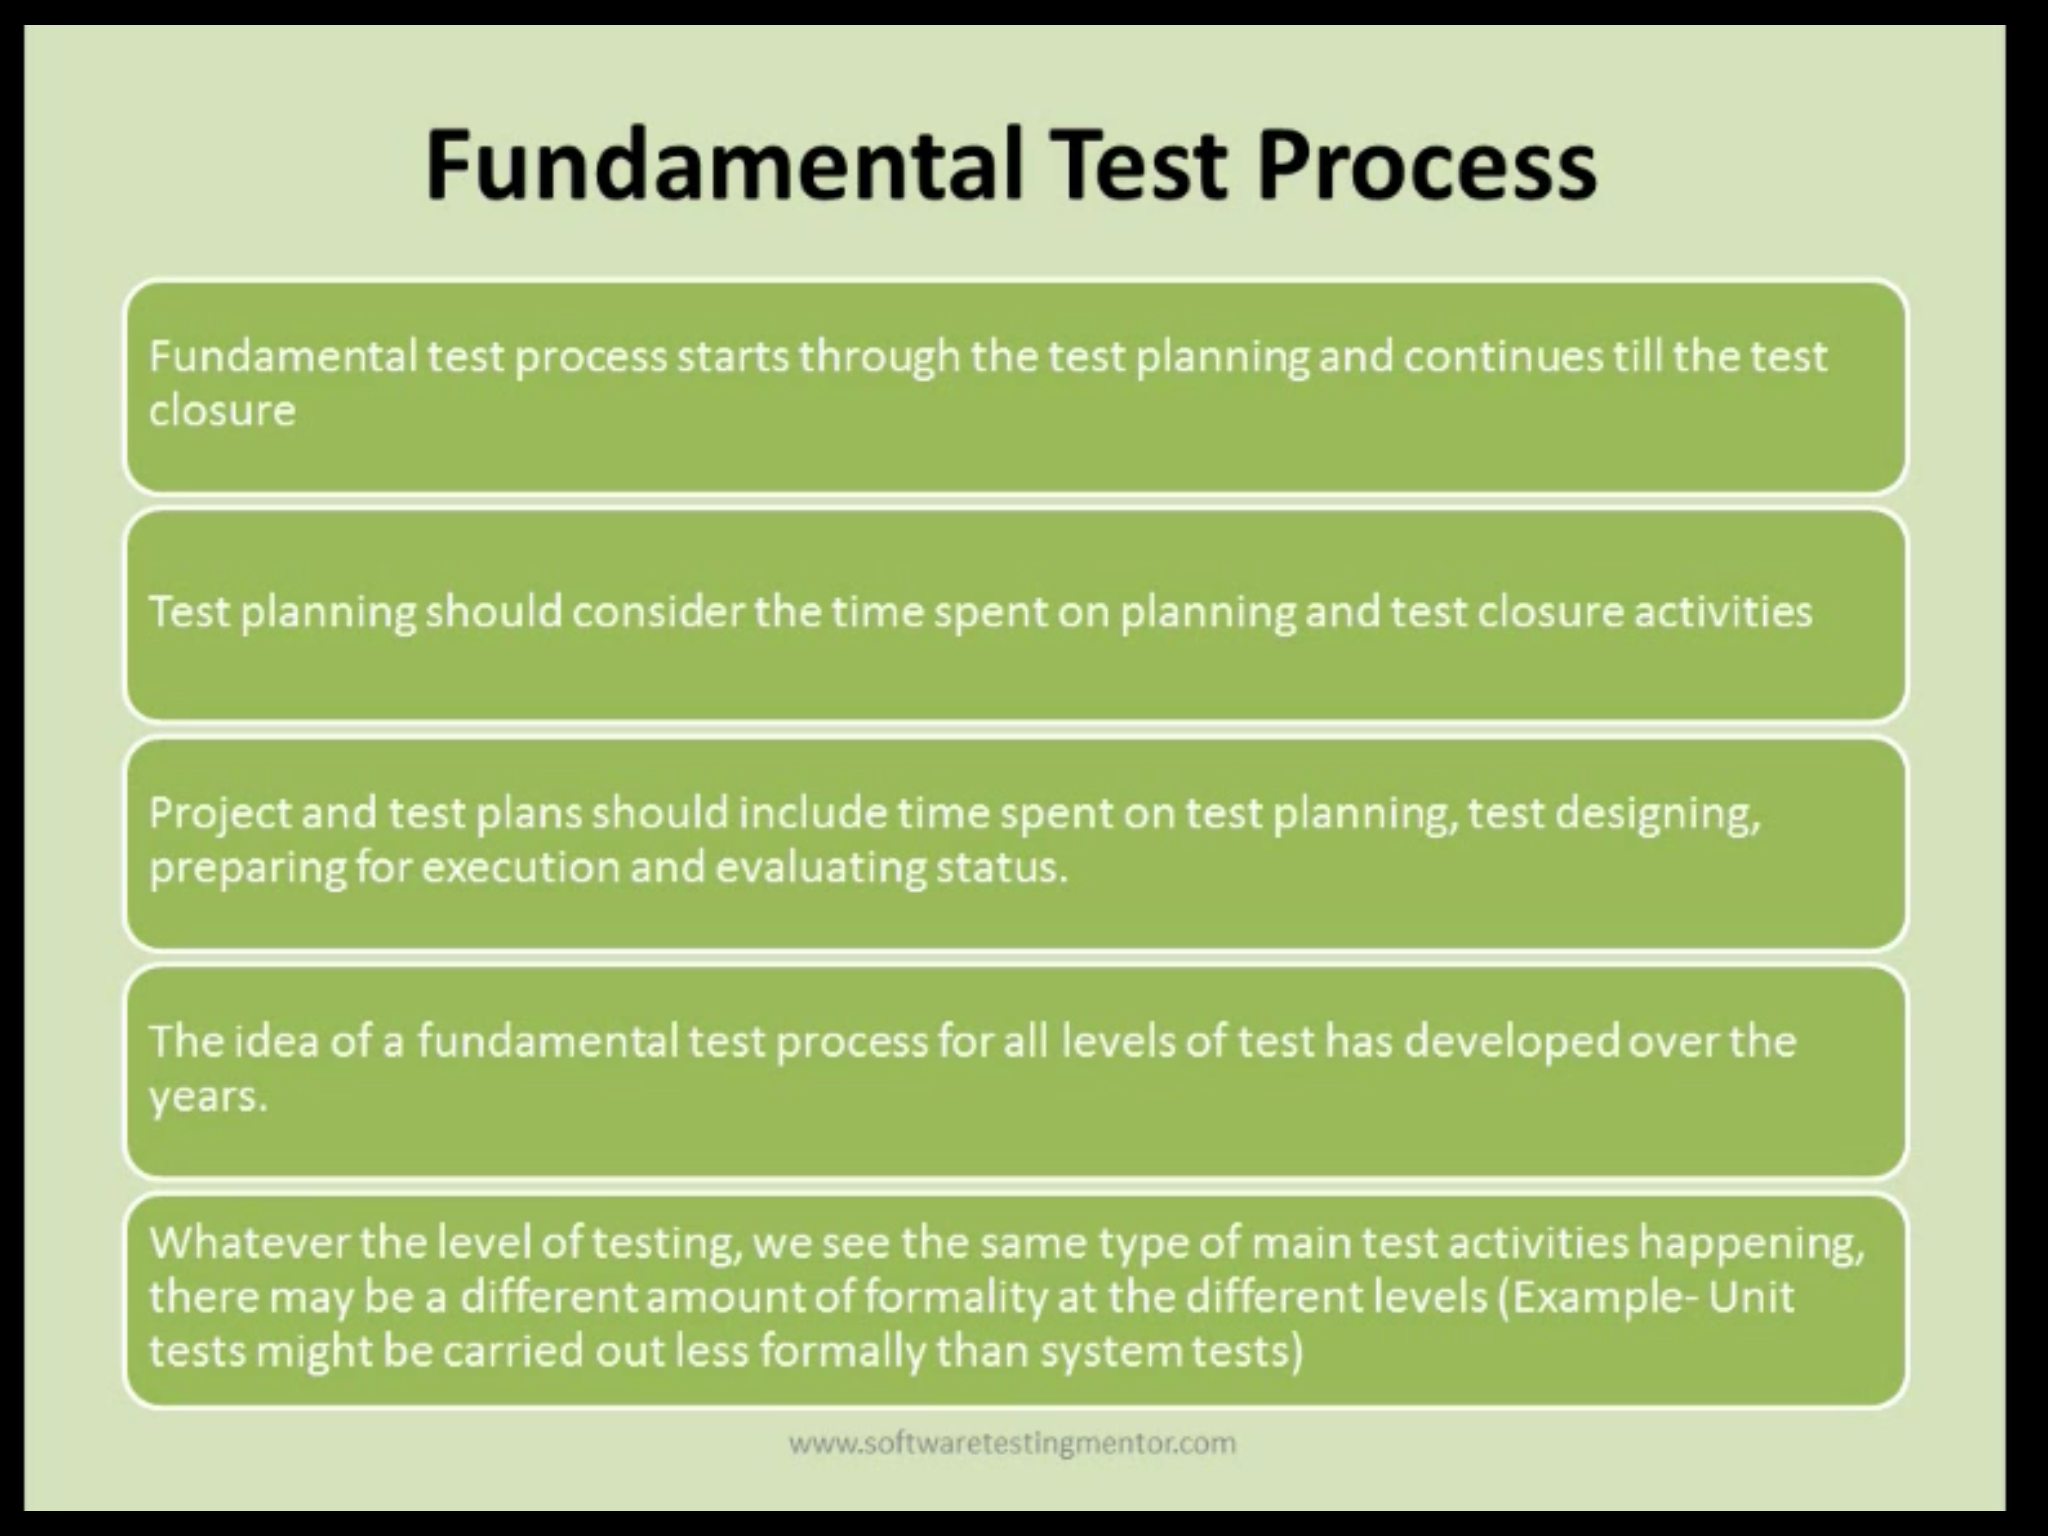 Fundamental Test Process
Fundamental test process starts through the test planning and continues till the test
closure
Test planning should consider the time spent on planning and test closure activities
Project and test plans should include time spent on test planning, test designing,
preparing for execution and evaluating status.
The idea of a fundamental test process for all levels of test has developed over the
years.
Whatever the level of testing, we see the same type of main test activities happening,
there may be a different amount of formality at the different levels (Example- Unit
tests might be carried out less formally than system tests)
www.softwaretestingmentor.com